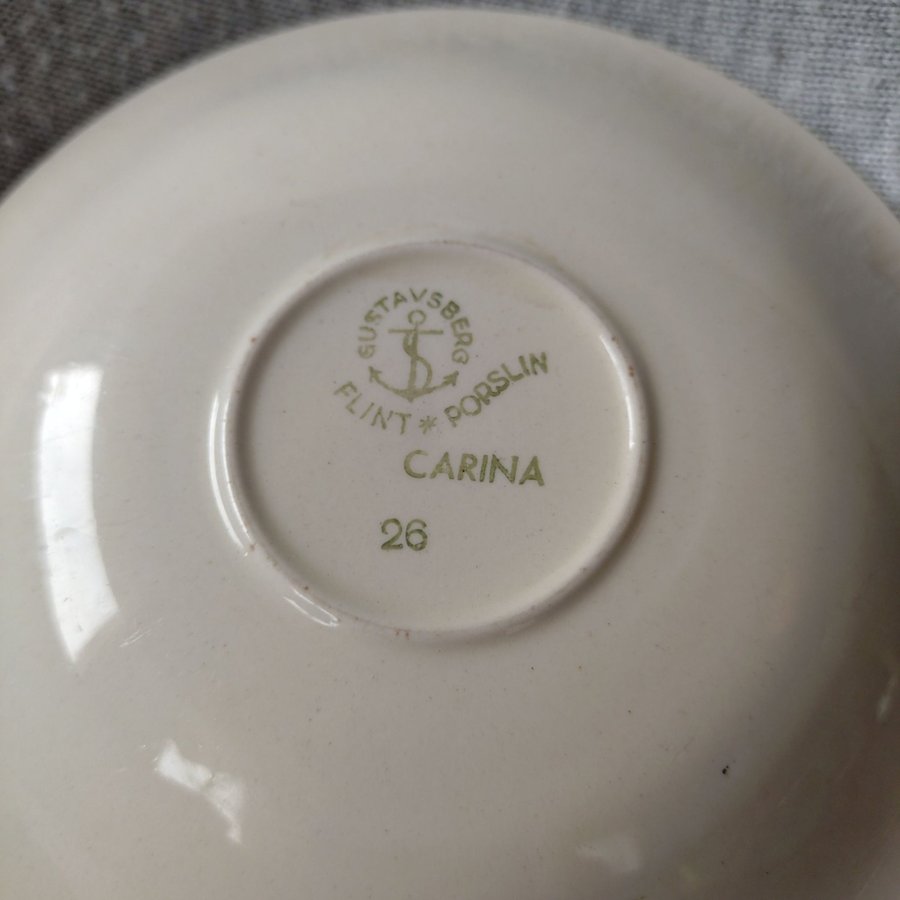 GUSTAVSBERG
FLINT * PORSLIN
CARINA
26